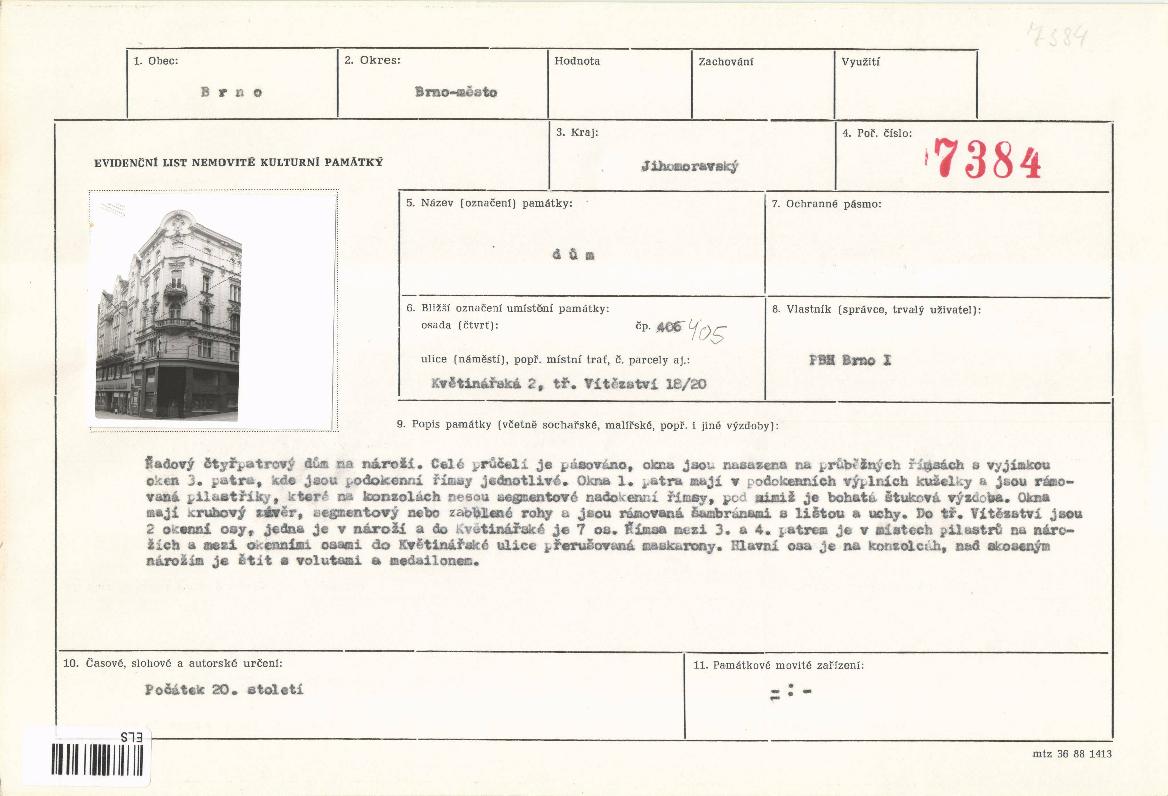 7384
1. Obec:
B r n o
2. Okres:
Brno-město
Hodnota
Zachování
Využití
EVIDENČNÍ LIST NEMOVITÉ KULTURNÍ PAMÁTKY
3. Kraj:
Jihomoravský
4. Poř. číslo:
7384
5. Název (označení) památky:
d ů m
7. Ochranné pásmo:
6. Bližší označení umístění památky:
osada (čtvrť):
čp. 406 405
ulice (náměstí), popř. místní trať, č. parcely aj.:
Květinářská 2, tř. Vítězství 18/20
8. Vlastník (správce, trvalý uživatel):
PBH Brno I
9. Popis památky (včetně sochařské, malířské, popř. i jiné výzdoby):
Řadový čtyřpatrový dům na nároží. Celé průčelí je pásováno, okna jsou nasazena na průběžných římsách s vyjímkou
oken 3. patra, kde jsou podokenní římsy jednotlivé. Okna 1. patra mají v podokenních výplních kuželky a jsou rámo-
vaná pilastříky, které na konzolách nesou segmentové nadokenní římsy, pod nimiž je bohatá štuková výzdoba. Okna
mají kruhový závěr, segmentový nebo zaoblené rohy a jsou rámovaná šambránami s lištou a uchy. Do tř. Vítězství jsou
2 okenní osy, jedna je v nároží a do Květinářské je 7 os. Římsa mezi 3. a 4. patrem je v místech pilastrů na náro-
žích a mezi okenními osami do Květinářské ulice přerušovaná maskarony. Hlavní osa je na konzolcáh, nad skoseným
nárožím je štít s volutami a medailonem.
10. Časové, slohové a autorské určení:
Počátek 20. století
11. Památkové movité zařízení:
=:-
ELS
mtz 36 88 1413